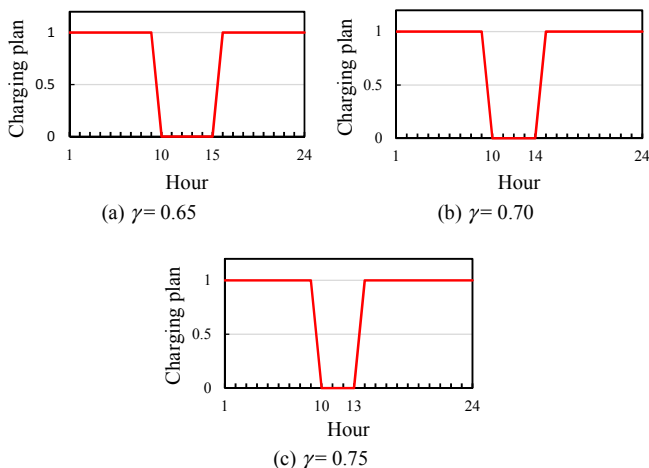 Charging plan
1
0.5
0
1 10 15 24
Hour
(a) γ = 0.65
Charging plan
1
0.5
0
1 10 14 24
Hour
(b) γ = 0.70
Charging plan
1
0.5
0
1 10 13 24
Hour
(c) γ = 0.75